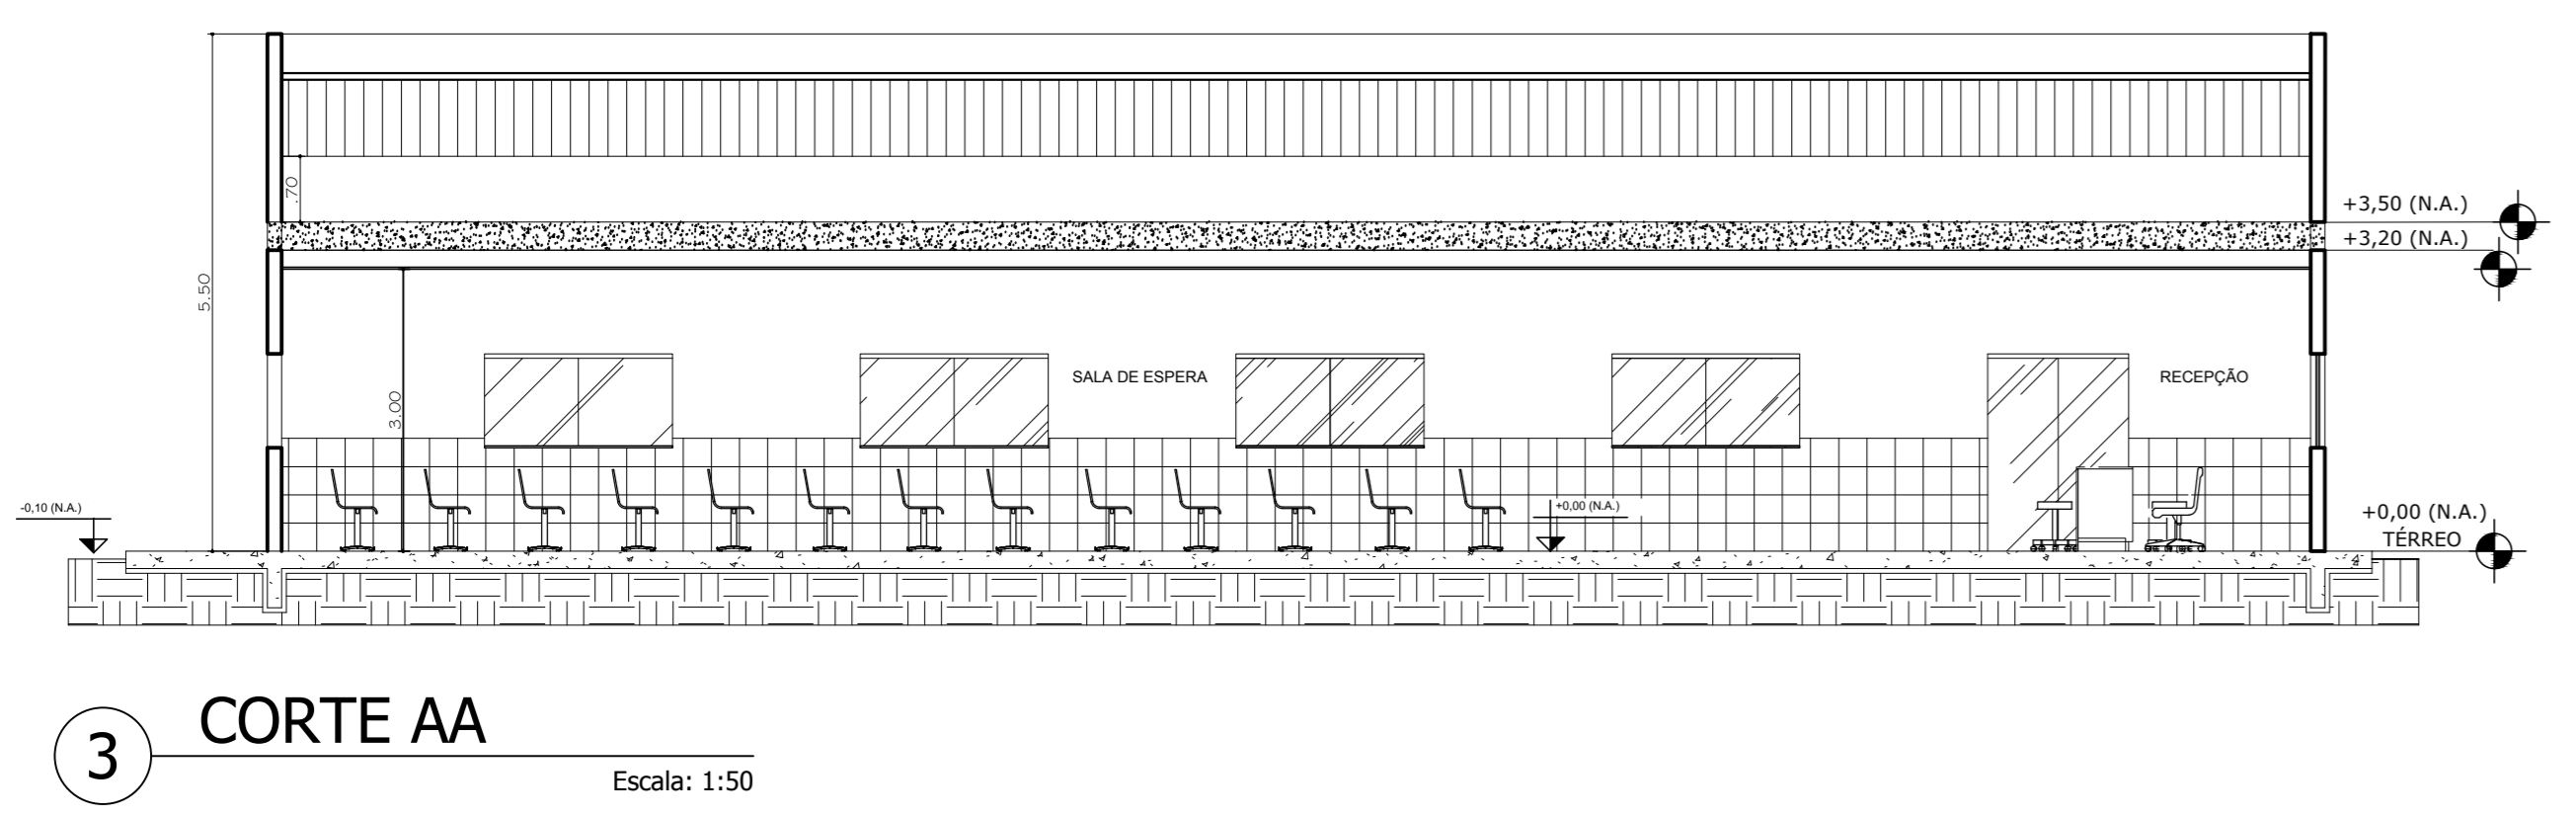 +3,50 (N.A.)
.70
+3,20 (N.A.)
5.50
SALA DE ESPERA
RECEPÇÃO
3.00
-0,10 (N.A.)
+0,00 (N.A.)
+0,00 (N.A.)
TÉRREO
3
CORTE AA
Escala: 1:50